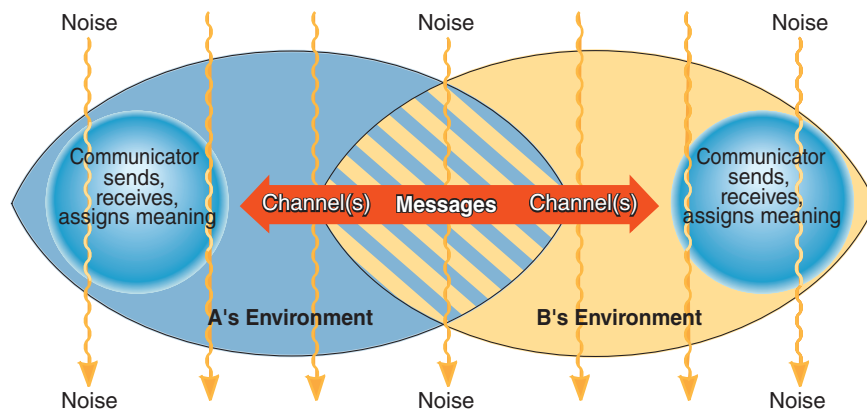 Noise Noise Noise
Communicator
sends,
receives,
assigns meaning
Channel(s) Messages Channel(s)
Communicator
sends,
receives,
assigns meaning
A's Environment B's Environment
Noise Noise Noise